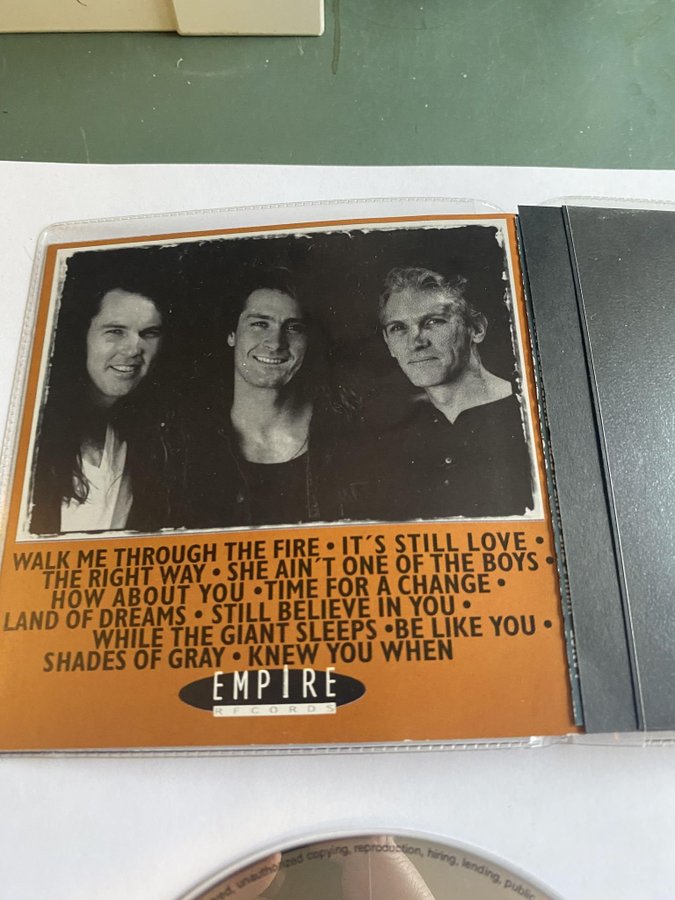 WALK ME THROUGH THE FIRE • IT´S STILL LOVE •
THE RIGHT WAY • SHE AIN´T ONE OF THE BOYS •
HOW ABOUT YOU • TIME FOR A CHANGE •
LAND OF DREAMS • STILL BELIEVE IN YOU •
WHILE THE GIANT SLEEPS • BE LIKE YOU •
SHADES OF GRAY • KNEW YOU WHEN
EMPIRE
RECORDS
unauthorized copying, reproduction, hiring, lending, public